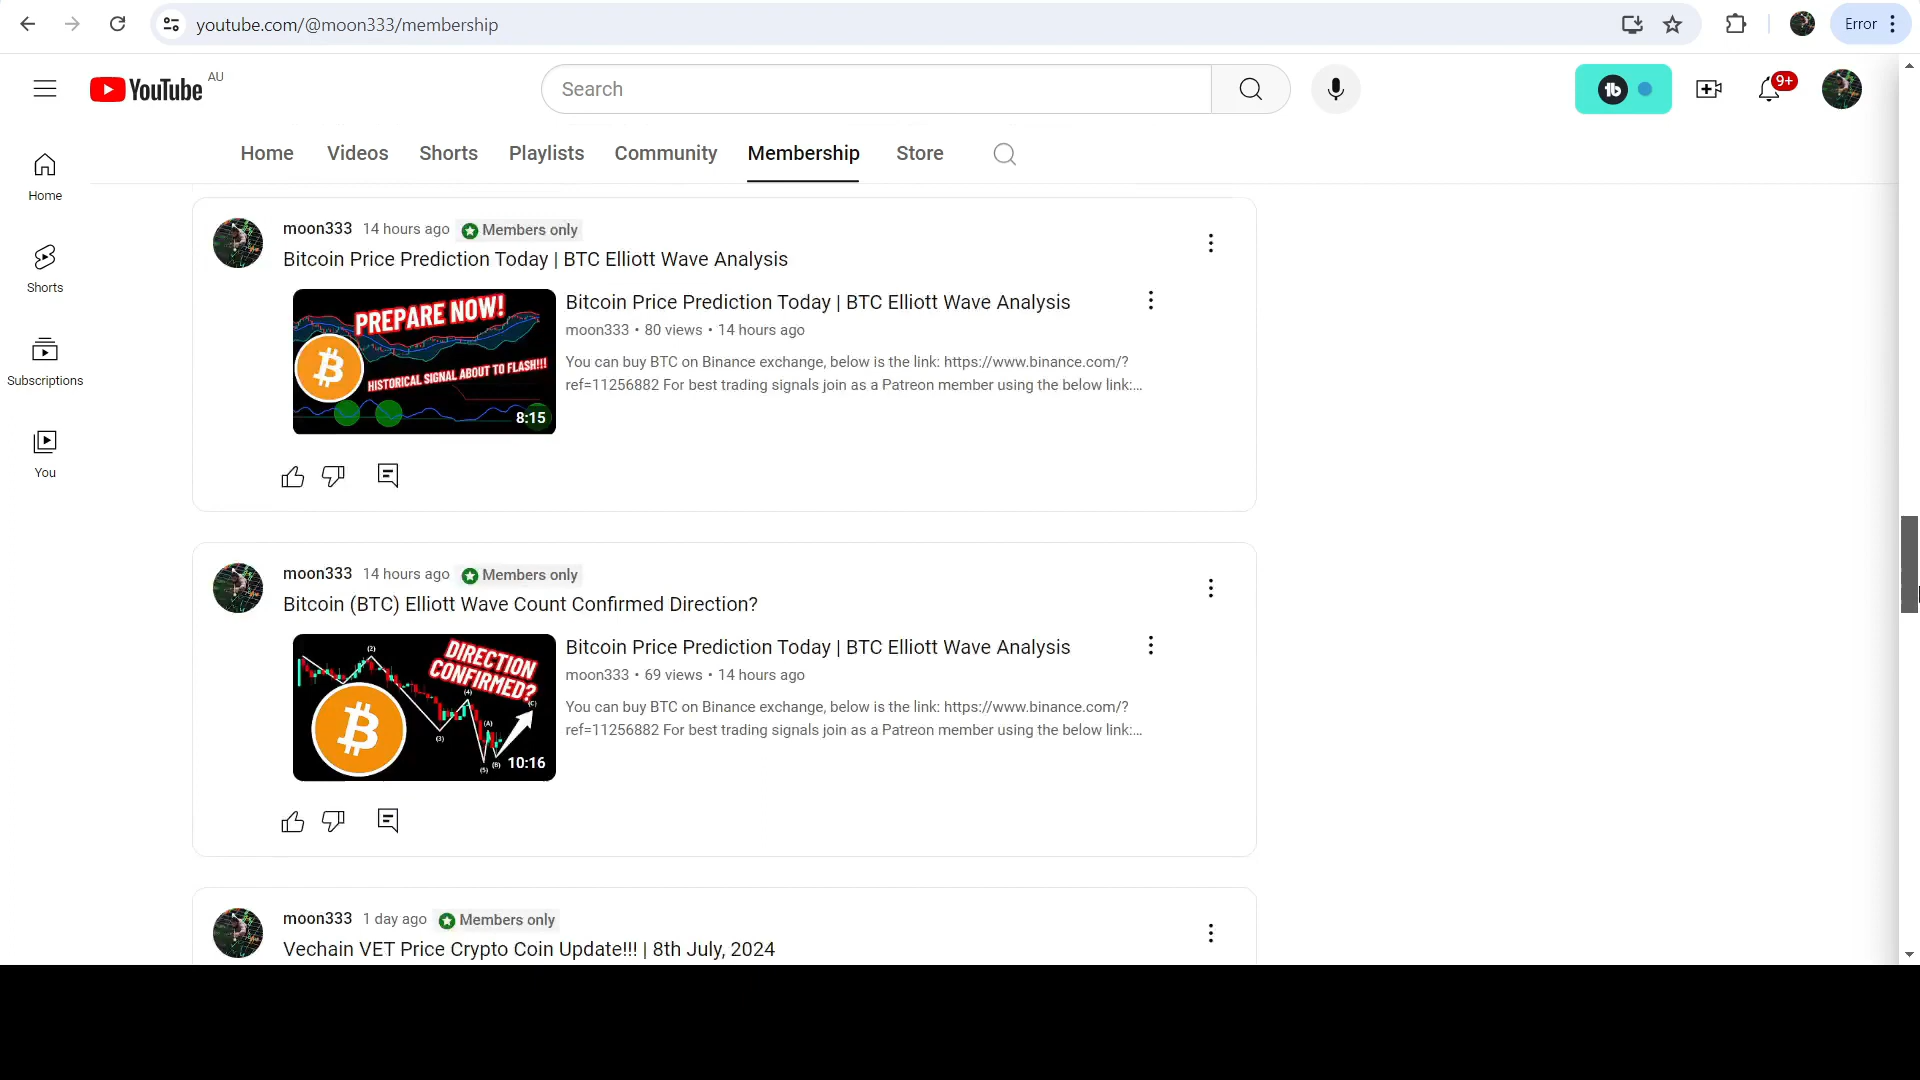 youtube.com/@moon333/membership
Error
YouTube AU
Search
9+
Home
Videos
Shorts
Playlists
Community
Membership
Store
Home
Shorts
Subscriptions
You
moon333 14 hours ago Members only
Bitcoin Price Prediction Today | BTC Elliott Wave Analysis
PREPARE NOW!
HISTORICAL SIGNAL ABOUT TO FLASH!!!
8:15
Bitcoin Price Prediction Today | BTC Elliott Wave Analysis
moon333 • 80 views • 14 hours ago
You can buy BTC on Binance exchange, below is the link: https://www.binance.com/?
ref=11256882 For best trading signals join as a Patreon member using the below link:...
moon333 14 hours ago Members only
Bitcoin (BTC) Elliott Wave Count Confirmed Direction?
DIRECTION
CONFIRMED?
(2)
(4)
(C)
(A)
(3)
(5)
(B)
10:16
Bitcoin Price Prediction Today | BTC Elliott Wave Analysis
moon333 • 69 views • 14 hours ago
You can buy BTC on Binance exchange, below is the link: https://www.binance.com/?
ref=11256882 For best trading signals join as a Patreon member using the below link:...
moon333 1 day ago Members only
Vechain VET Price Crypto Coin Update!!! | 8th July, 2024